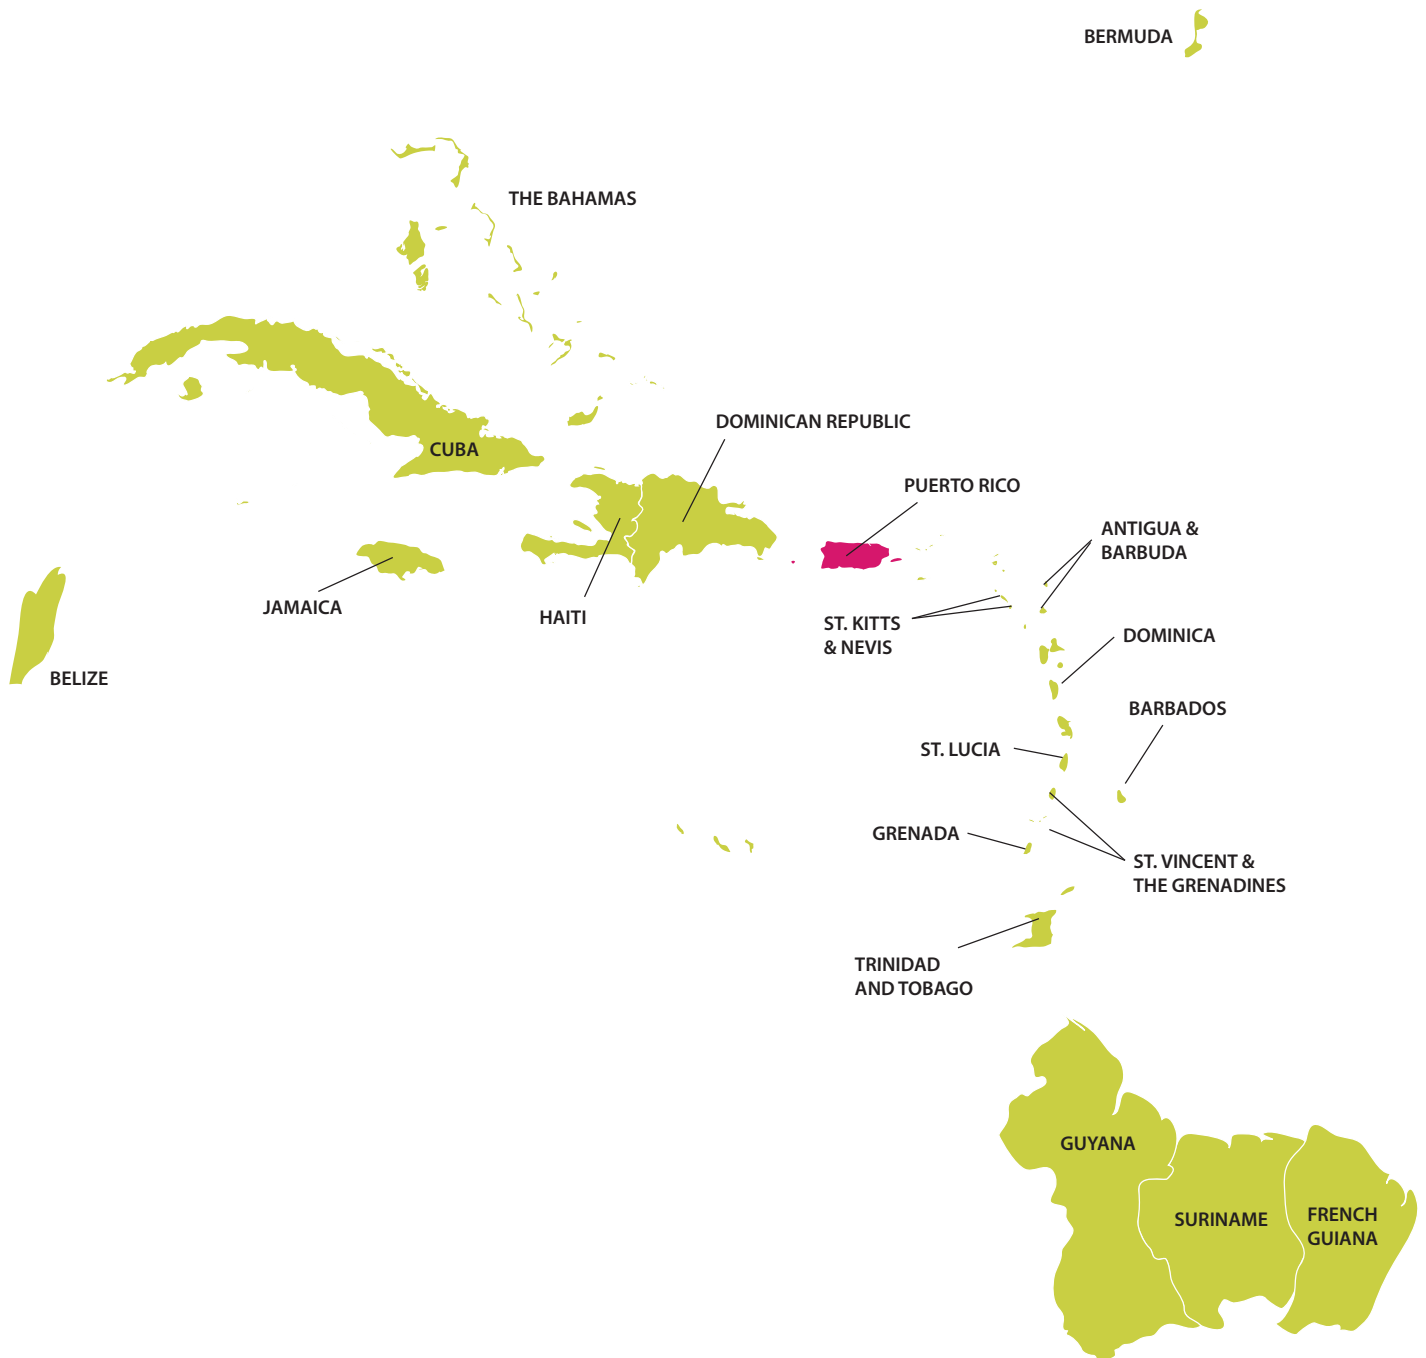 BERMUDA
THE BAHAMAS
DOMINICAN REPUBLIC
CUBA
PUERTO RICO
ANTIGUA &
BARBUDA
JAMAICA
HAITI
ST. KITTS
& NEVIS
DOMINICA
BELIZE
BARBADOS
ST. LUCIA
GRENADA
ST. VINCENT &
THE GRENADINES
TRINIDAD
AND TOBAGO
GUYANA
SURINAME
FRENCH
GUIANA